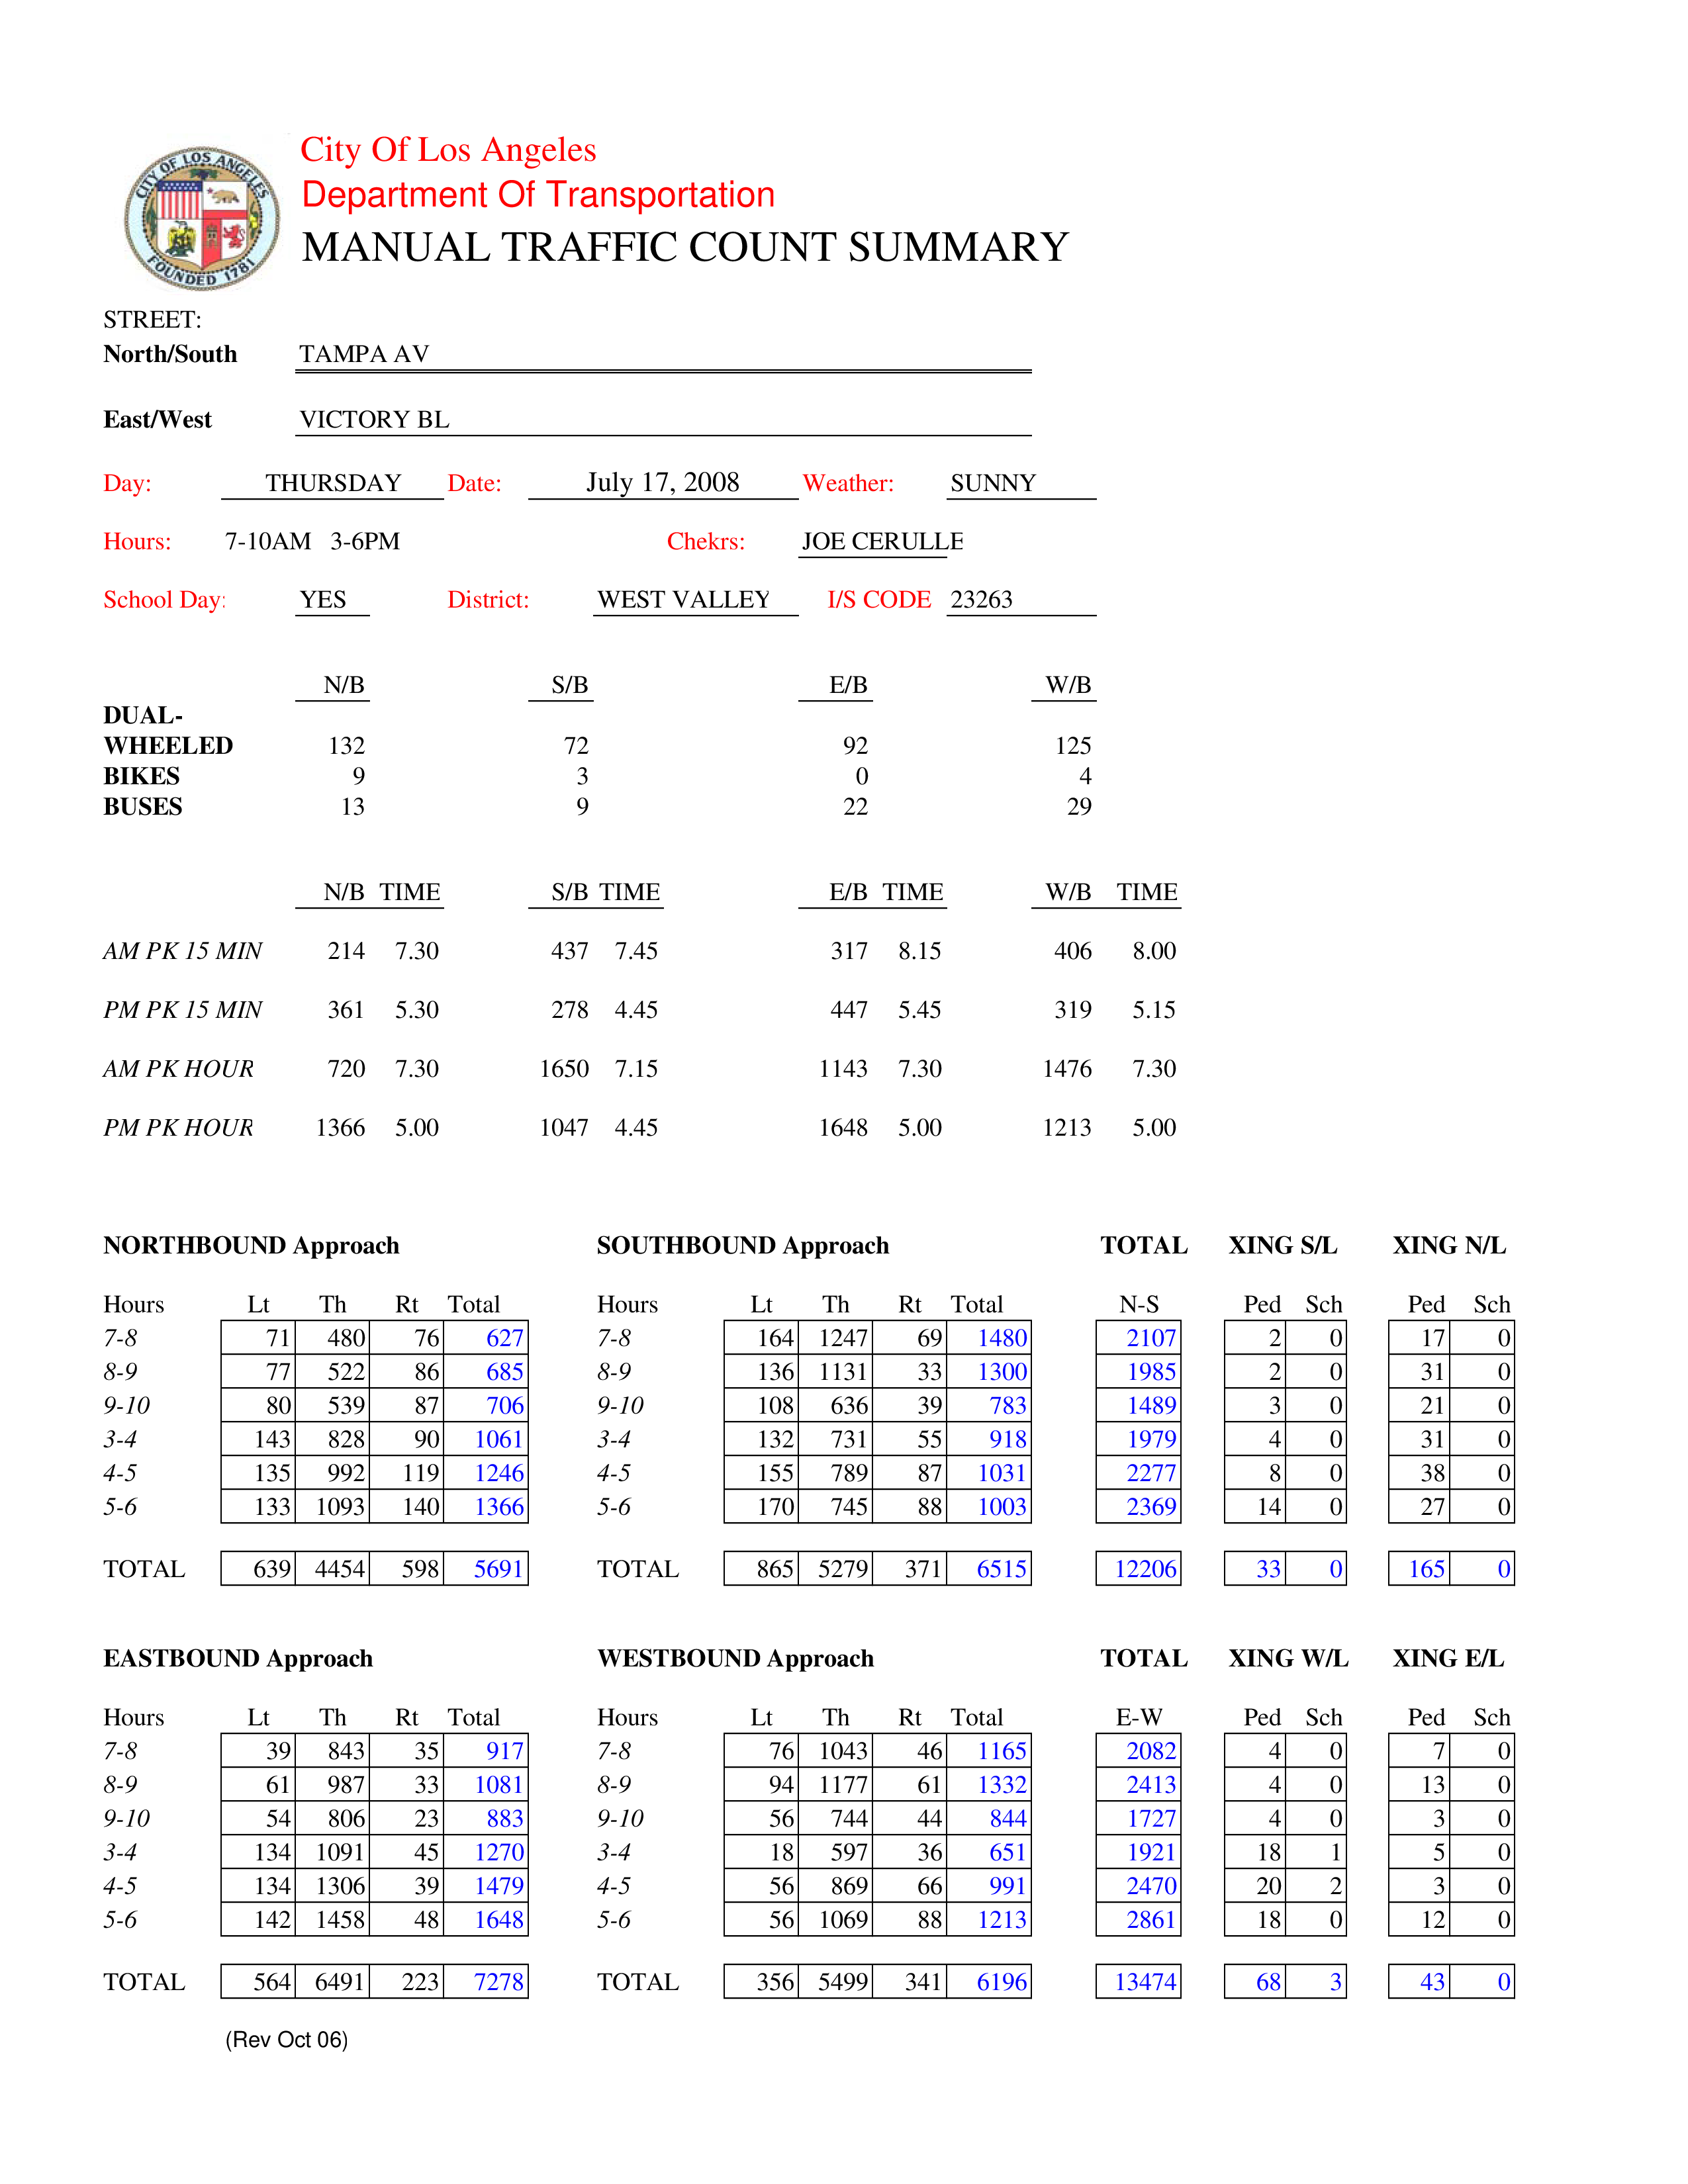 CITY OF LOS ANGELES
FOUNDED 1781
City Of Los Angeles
Department Of Transportation
MANUAL TRAFFIC COUNT SUMMARY
STREET:
North/South TAMPA AV
East/West VICTORY BL
Day: THURSDAY Date: July 17, 2008 Weather: SUNNY
Hours: 7-10AM 3-6PM Chekrs: JOE CERULLE
School Day: YES District: WEST VALLEY I/S CODE 23263
N/B S/B E/B W/B
DUAL-
WHEELED 132 72 92 125
BIKES 9 3 0 4
BUSES 13 9 22 29
N/B TIME S/B TIME E/B TIME W/B TIME
AM PK 15 MIN 214 7.30 437 7.45 317 8.15 406 8.00
PM PK 15 MIN 361 5.30 278 4.45 447 5.45 319 5.15
AM PK HOUR 720 7.30 1650 7.15 1143 7.30 1476 7.30
PM PK HOUR 1366 5.00 1047 4.45 1648 5.00 1213 5.00
NORTHBOUND Approach SOUTHBOUND Approach TOTAL XING S/L XING N/L
Hours Lt Th Rt Total Hours Lt Th Rt Total N-S Ped Sch Ped Sch
7-8 71 480 76 627 7-8 164 1247 69 1480 2107 2 0 17 0
8-9 77 522 86 685 8-9 136 1131 33 1300 1985 2 0 31 0
9-10 80 539 87 706 9-10 108 636 39 783 1489 3 0 21 0
3-4 143 828 90 1061 3-4 132 731 55 918 1979 4 0 31 0
4-5 135 992 119 1246 4-5 155 789 87 1031 2277 8 0 38 0
5-6 133 1093 140 1366 5-6 170 745 88 1003 2369 14 0 27 0
TOTAL 639 4454 598 5691 TOTAL 865 5279 371 6515 12206 33 0 165 0
EASTBOUND Approach WESTBOUND Approach TOTAL XING W/L XING E/L
Hours Lt Th Rt Total Hours Lt Th Rt Total E-W Ped Sch Ped Sch
7-8 39 843 35 917 7-8 76 1043 46 1165 2082 4 0 7 0
8-9 61 987 33 1081 8-9 94 1177 61 1332 2413 4 0 13 0
9-10 54 806 23 883 9-10 56 744 44 844 1727 4 0 3 0
3-4 134 1091 45 1270 3-4 18 597 36 651 1921 18 1 5 0
4-5 134 1306 39 1479 4-5 56 869 66 991 2470 20 2 3 0
5-6 142 1458 48 1648 5-6 56 1069 88 1213 2861 18 0 12 0
TOTAL 564 6491 223 7278 TOTAL 356 5499 341 6196 13474 68 3 43 0
(Rev Oct 06)